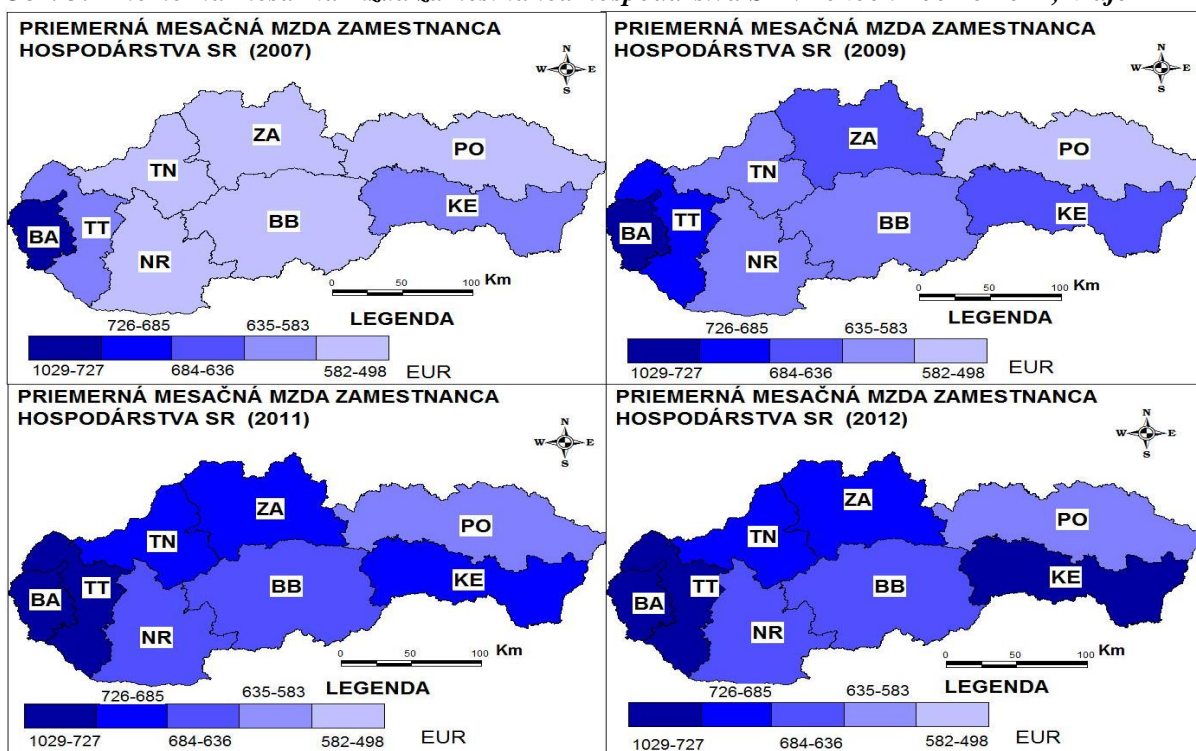 PRIEMERNÁ MESAČNÁ MZDA ZAMESTNANCA
HOSPODÁRSTVA SR (2007)
N
W E
S
ZA
PO
TN
KE
BA
TT
BB
NR
0 50 100 Km
LEGENDA
726-685 635-583
1029-727 684-636 582-498 EUR
PRIEMERNÁ MESAČNÁ MZDA ZAMESTNANCA
HOSPODÁRSTVA SR (2009)
N
W E
S
ZA
PO
TN
KE
BA
TT
BB
NR
0 50 100 Km
LEGENDA
726-685 635-583
1029-727 684-636 582-498 EUR
PRIEMERNÁ MESAČNÁ MZDA ZAMESTNANCA
HOSPODÁRSTVA SR (2011)
N
W E
S
ZA
PO
TN
KE
BA
TT
BB
NR
0 50 100 Km
LEGENDA
726-685 635-583
1029-727 684-636 582-498 EUR
PRIEMERNÁ MESAČNÁ MZDA ZAMESTNANCA
HOSPODÁRSTVA SR (2012)
N
W E
S
ZA
PO
TN
KE
BA
TT
BB
NR
0 50 100 Km
LEGENDA
726-685 635-583
1029-727 684-636 582-498 EUR